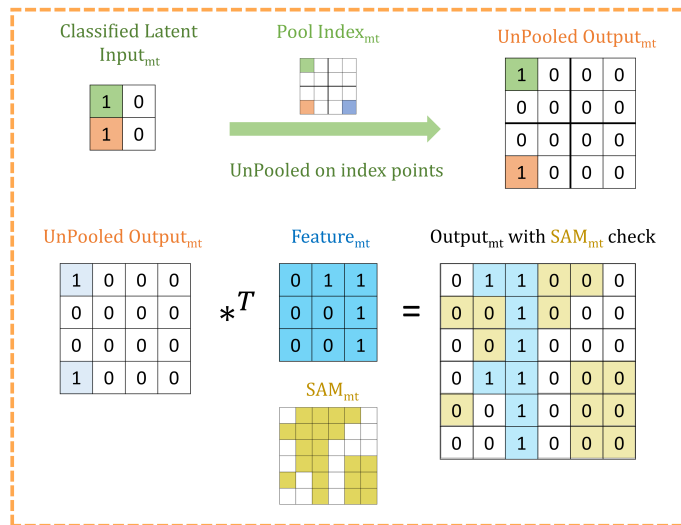 Classified Latent
Input_mt
Pool Index_mt
UnPooled Output_mt
1 0
1 0
UnPooled on index points
1 0 0 0
0 0 0 0
0 0 0 0
1 0 0 0
UnPooled Output_mt
Feature_mt
Output_mt with SAM_mt check
1 0 0 0
0 0 0 0
0 0 0 0
1 0 0 0
*T
0 1 1
0 0 1
0 0 1
=
0 1 1 0 0 0
0 0 1 0 0 0
0 0 1 0 0 0
0 1 1 0 0 0
0 0 1 0 0 0
0 0 1 0 0 0
SAM_mt